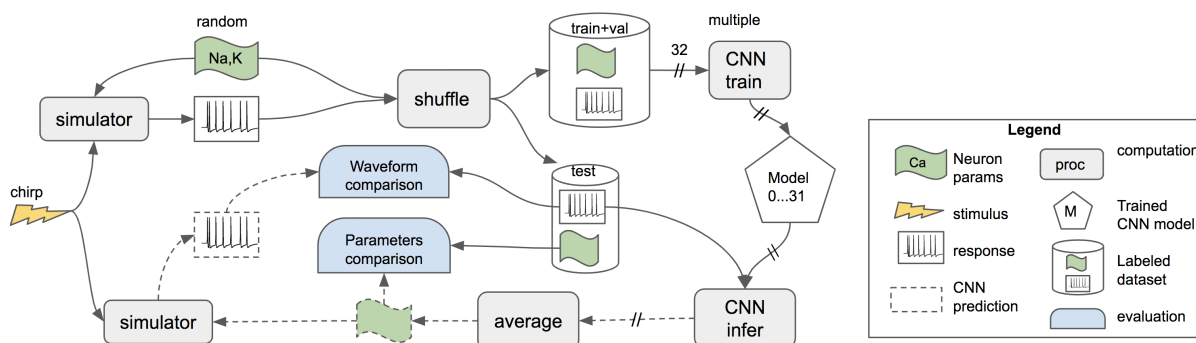 random
Na,K
simulator
shuffle
train+val
32
multiple
CNN
train
chirp
Waveform
comparison
test
Model
0...31
Parameters
comparison
simulator
average
CNN
infer
Legend
Ca
Neuron
params
proc
computation
stimulus
M
Trained
CNN model
response
Labeled
dataset
CNN
prediction
evaluation